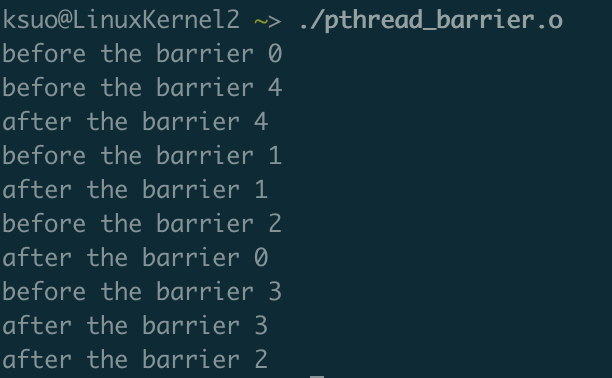 ksuo@LinuxKernel2 ~> ./pthread_barrier.o
before the barrier 0
before the barrier 4
after the barrier 4
before the barrier 1
after the barrier 1
before the barrier 2
after the barrier 0
before the barrier 3
after the barrier 3
after the barrier 2